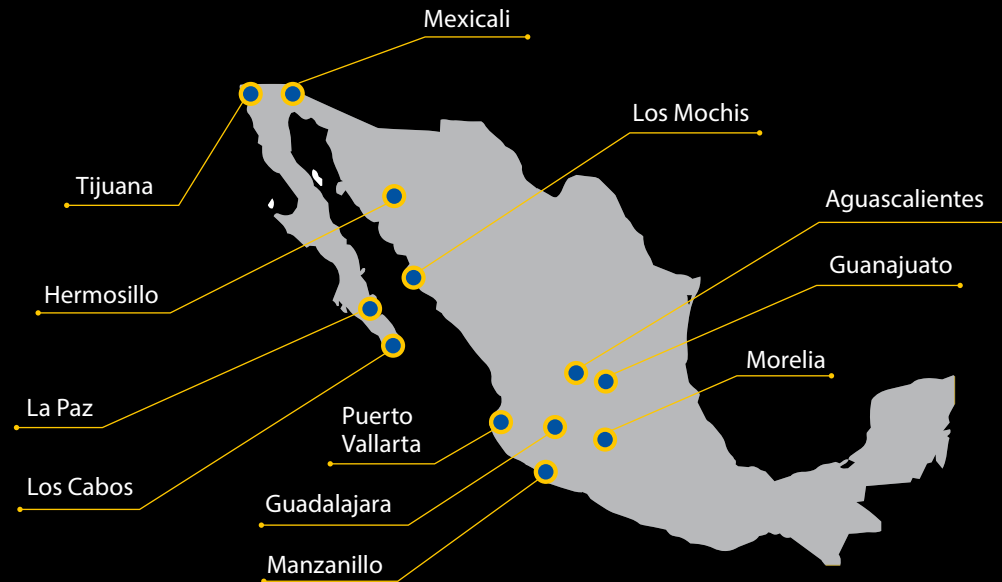 Mexicali
Los Mochis
Tijuana
Aguascalientes
Guanajuato
Hermosillo
Morelia
La Paz
Puerto
Vallarta
Los Cabos
Guadalajara
Manzanillo